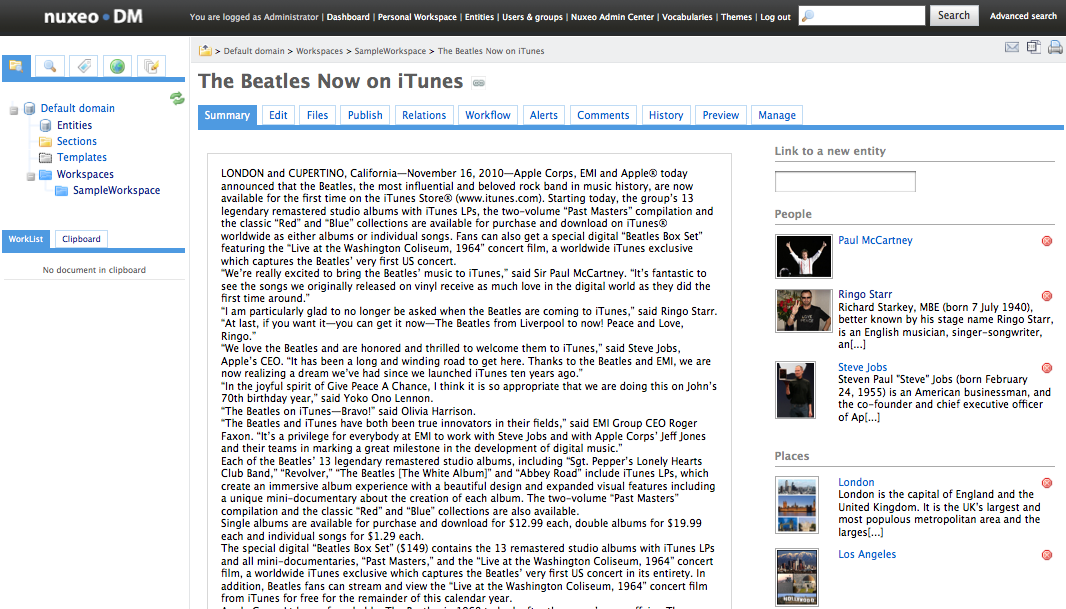 nuxeo DM
You are logged as Administrator | Dashboard | Personal Workspace | Entities | Users & groups | Nuxeo Admin Center | Vocabularies | Themes | Log out
Search
Advanced search
> Default domain > Workspaces > SampleWorkspace > The Beatles Now on iTunes
The Beatles Now on iTunes
Default domain
Entities
Sections
Templates
Workspaces
SampleWorkspace
WorkList
Clipboard
No document in clipboard
Summary
Edit
Files
Publish
Relations
Workflow
Alerts
Comments
History
Preview
Manage
LONDON and CUPERTINO, California—November 16, 2010—Apple Corps, EMI and Apple® today
announced that the Beatles, the most influential and beloved rock band in music history, are now
available for the first time on the iTunes Store® (www.itunes.com). Starting today, the group's 13
legendary remastered studio albums with iTunes LPs, the two-volume “Past Masters” compilation and
the classic “Red” and “Blue” collections are available for purchase and download on iTunes®
worldwide as either albums or individual songs. Fans can also get a special digital “Beatles Box Set”
featuring the “Live at the Washington Coliseum, 1964” concert film, a worldwide iTunes exclusive
which captures the Beatles’ very first US concert.
“We’re really excited to bring the Beatles’ music to iTunes,” said Sir Paul McCartney. “It’s fantastic to
see the songs we originally released on vinyl receive as much love in the digital world as they did the
first time around.”
“I am particularly glad to no longer be asked when the Beatles are coming to iTunes,” said Ringo Starr.
“At last, if you want it—you can get it now—The Beatles from Liverpool to now! Peace and Love,
Ringo.”
“We love the Beatles and are honored and thrilled to welcome them to iTunes,” said Steve Jobs,
Apple’s CEO. “It has been a long and winding road to get here. Thanks to the Beatles and EMI, we are
now realizing a dream we’ve had since we launched iTunes ten years ago.”
“In the joyful spirit of Give Peace A Chance, I think it is so appropriate that we are doing this on John’s
70th birthday year,” said Yoko Ono Lennon.
“The Beatles on iTunes—Bravo!” said Olivia Harrison.
“The Beatles and iTunes have both been true innovators in their fields,” said EMI Group CEO Roger
Faxon. “It’s a privilege for everybody at EMI to work with Steve Jobs and with Apple Corps’ Jeff Jones
and their teams in marking a great milestone in the development of digital music.”
Each of the Beatles’ 13 legendary remastered studio albums, including “Sgt. Pepper’s Lonely Hearts
Club Band,” “Revolver,” “The Beatles [The White Album]” and “Abbey Road” include iTunes LPs, which
create an immersive album experience with a beautiful design and expanded visual features including
a unique mini-documentary about the creation of each album. The two-volume “Past Masters”
compilation and the classic “Red” and “Blue” collections are also available.
Single albums are available for purchase and download for $12.99 each, double albums for $19.99
each and individual songs for $1.29 each.
The special digital “Beatles Box Set” ($149) contains the 13 remastered studio albums with iTunes LPs
and all mini-documentaries, “Past Masters,” and the “Live at the Washington Coliseum, 1964” concert
film, a worldwide iTunes exclusive which captures the Beatles’ very first US concert in its entirety. In
addition, Beatles fans can stream and view the “Live at the Washington Coliseum, 1964” concert film
from iTunes for free for the remainder of this calendar year.
Link to a new entity
People
Paul McCartney
Ringo Starr
Richard Starkey, MBE (born 7 July 1940),
better known by his stage name Ringo Starr,
is an English musician, singer-songwriter,
an[...]
Steve Jobs
Steven Paul "Steve" Jobs (born February
24, 1955) is an American businessman, and
the co-founder and chief executive officer
of Ap[...]
Places
London
London is the capital of England and the
United Kingdom. It is the UK's largest and
most populous metropolitan area and the
larges[...]
Los Angeles
HOLLYWOOD